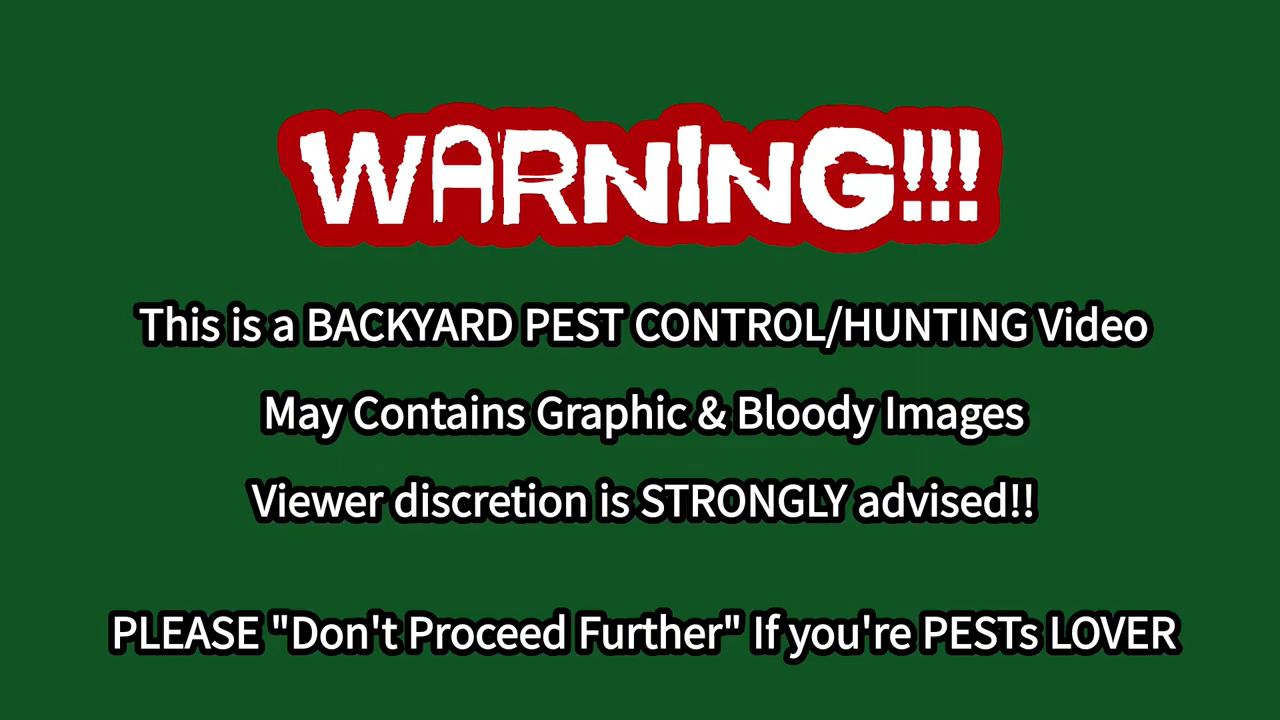 WARNING!!!
This is a BACKYARD PEST CONTROL/HUNTING Video
May Contains Graphic & Bloody Images
Viewer discretion is STRONGLY advised!!
PLEASE "Don't Proceed Further" If you're PESTs LOVER